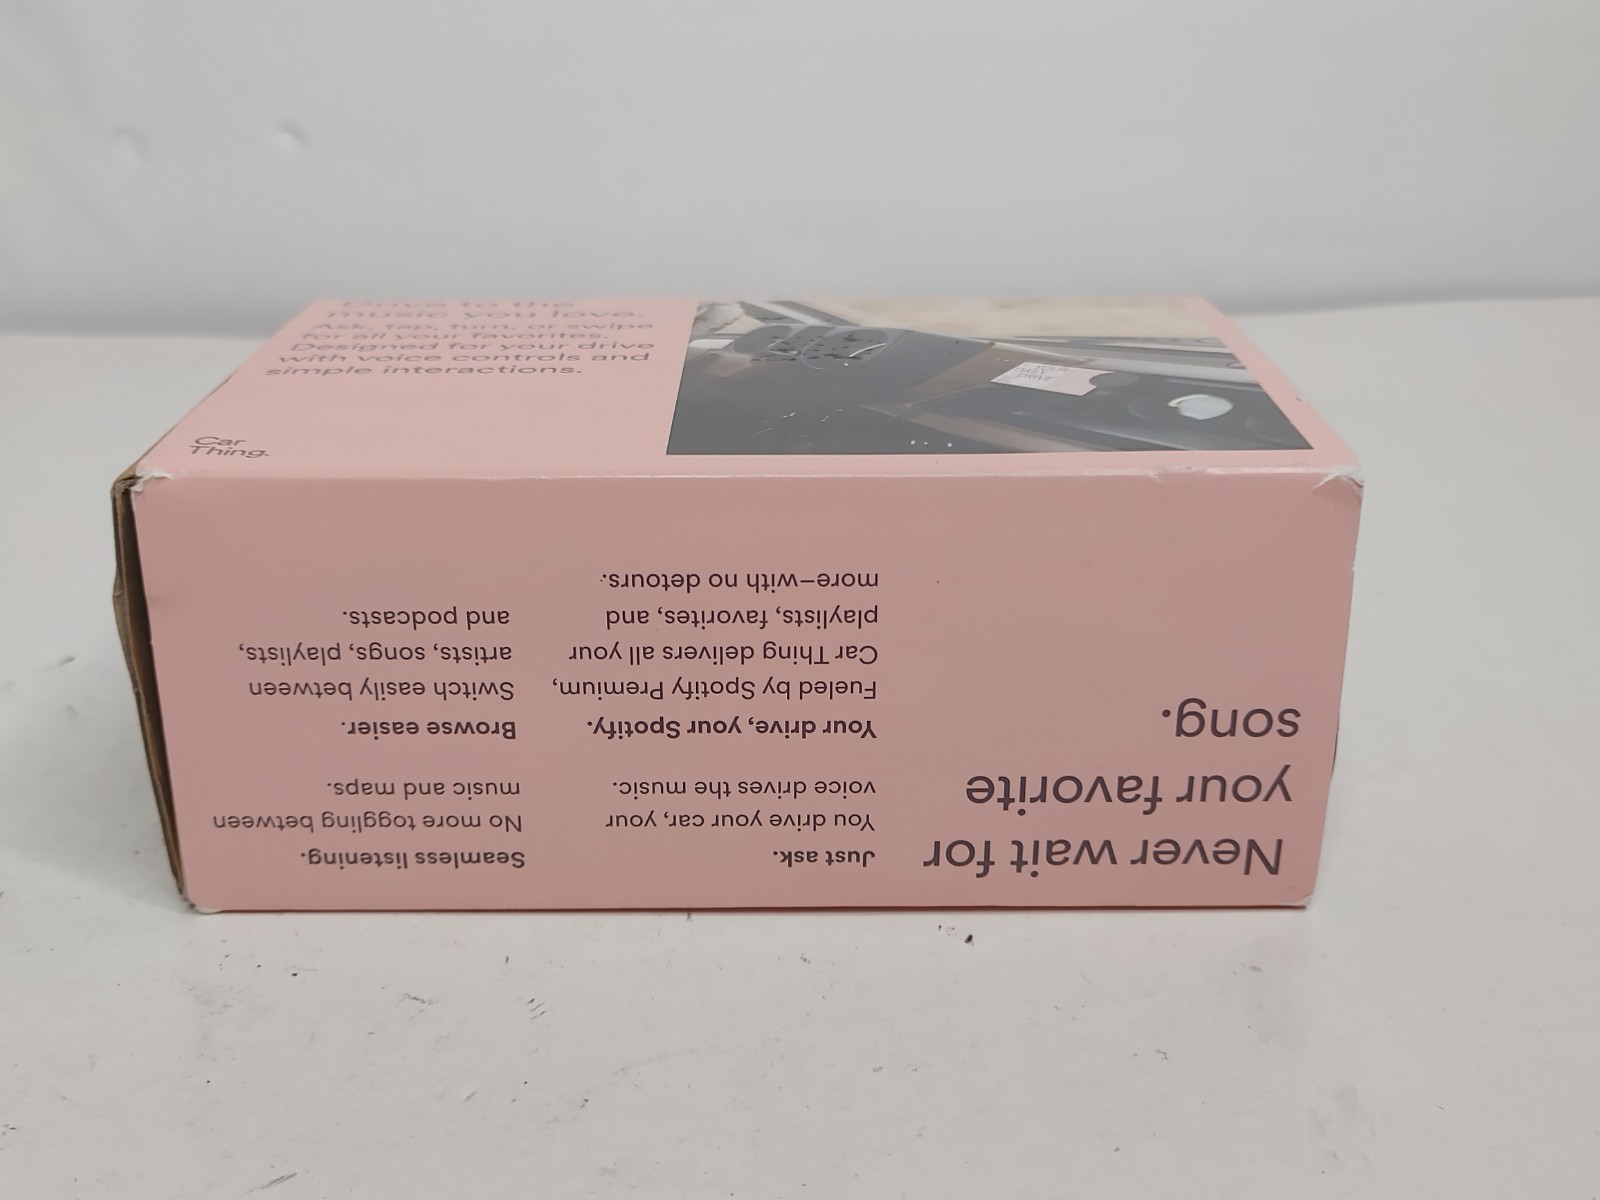 Drive to the
music you love.
Ask, tap, turn, or swipe
for all your favorites.
Designed for your drive
with voice controls and
simple interactions.
Car
Thing.
YOUR
DAILY
DRIVE
Never wait for
your favorite
song.
Just ask.
You drive your car, your
voice drives the music.
Your drive, your Spotify.
Fueled by Spotify Premium,
Car Thing delivers all your
playlists, favorites, and
more—with no detours.
Seamless listening.
No more toggling between
music and maps.
Browse easier.
Switch easily between
artists, songs, playlists,
and podcasts.